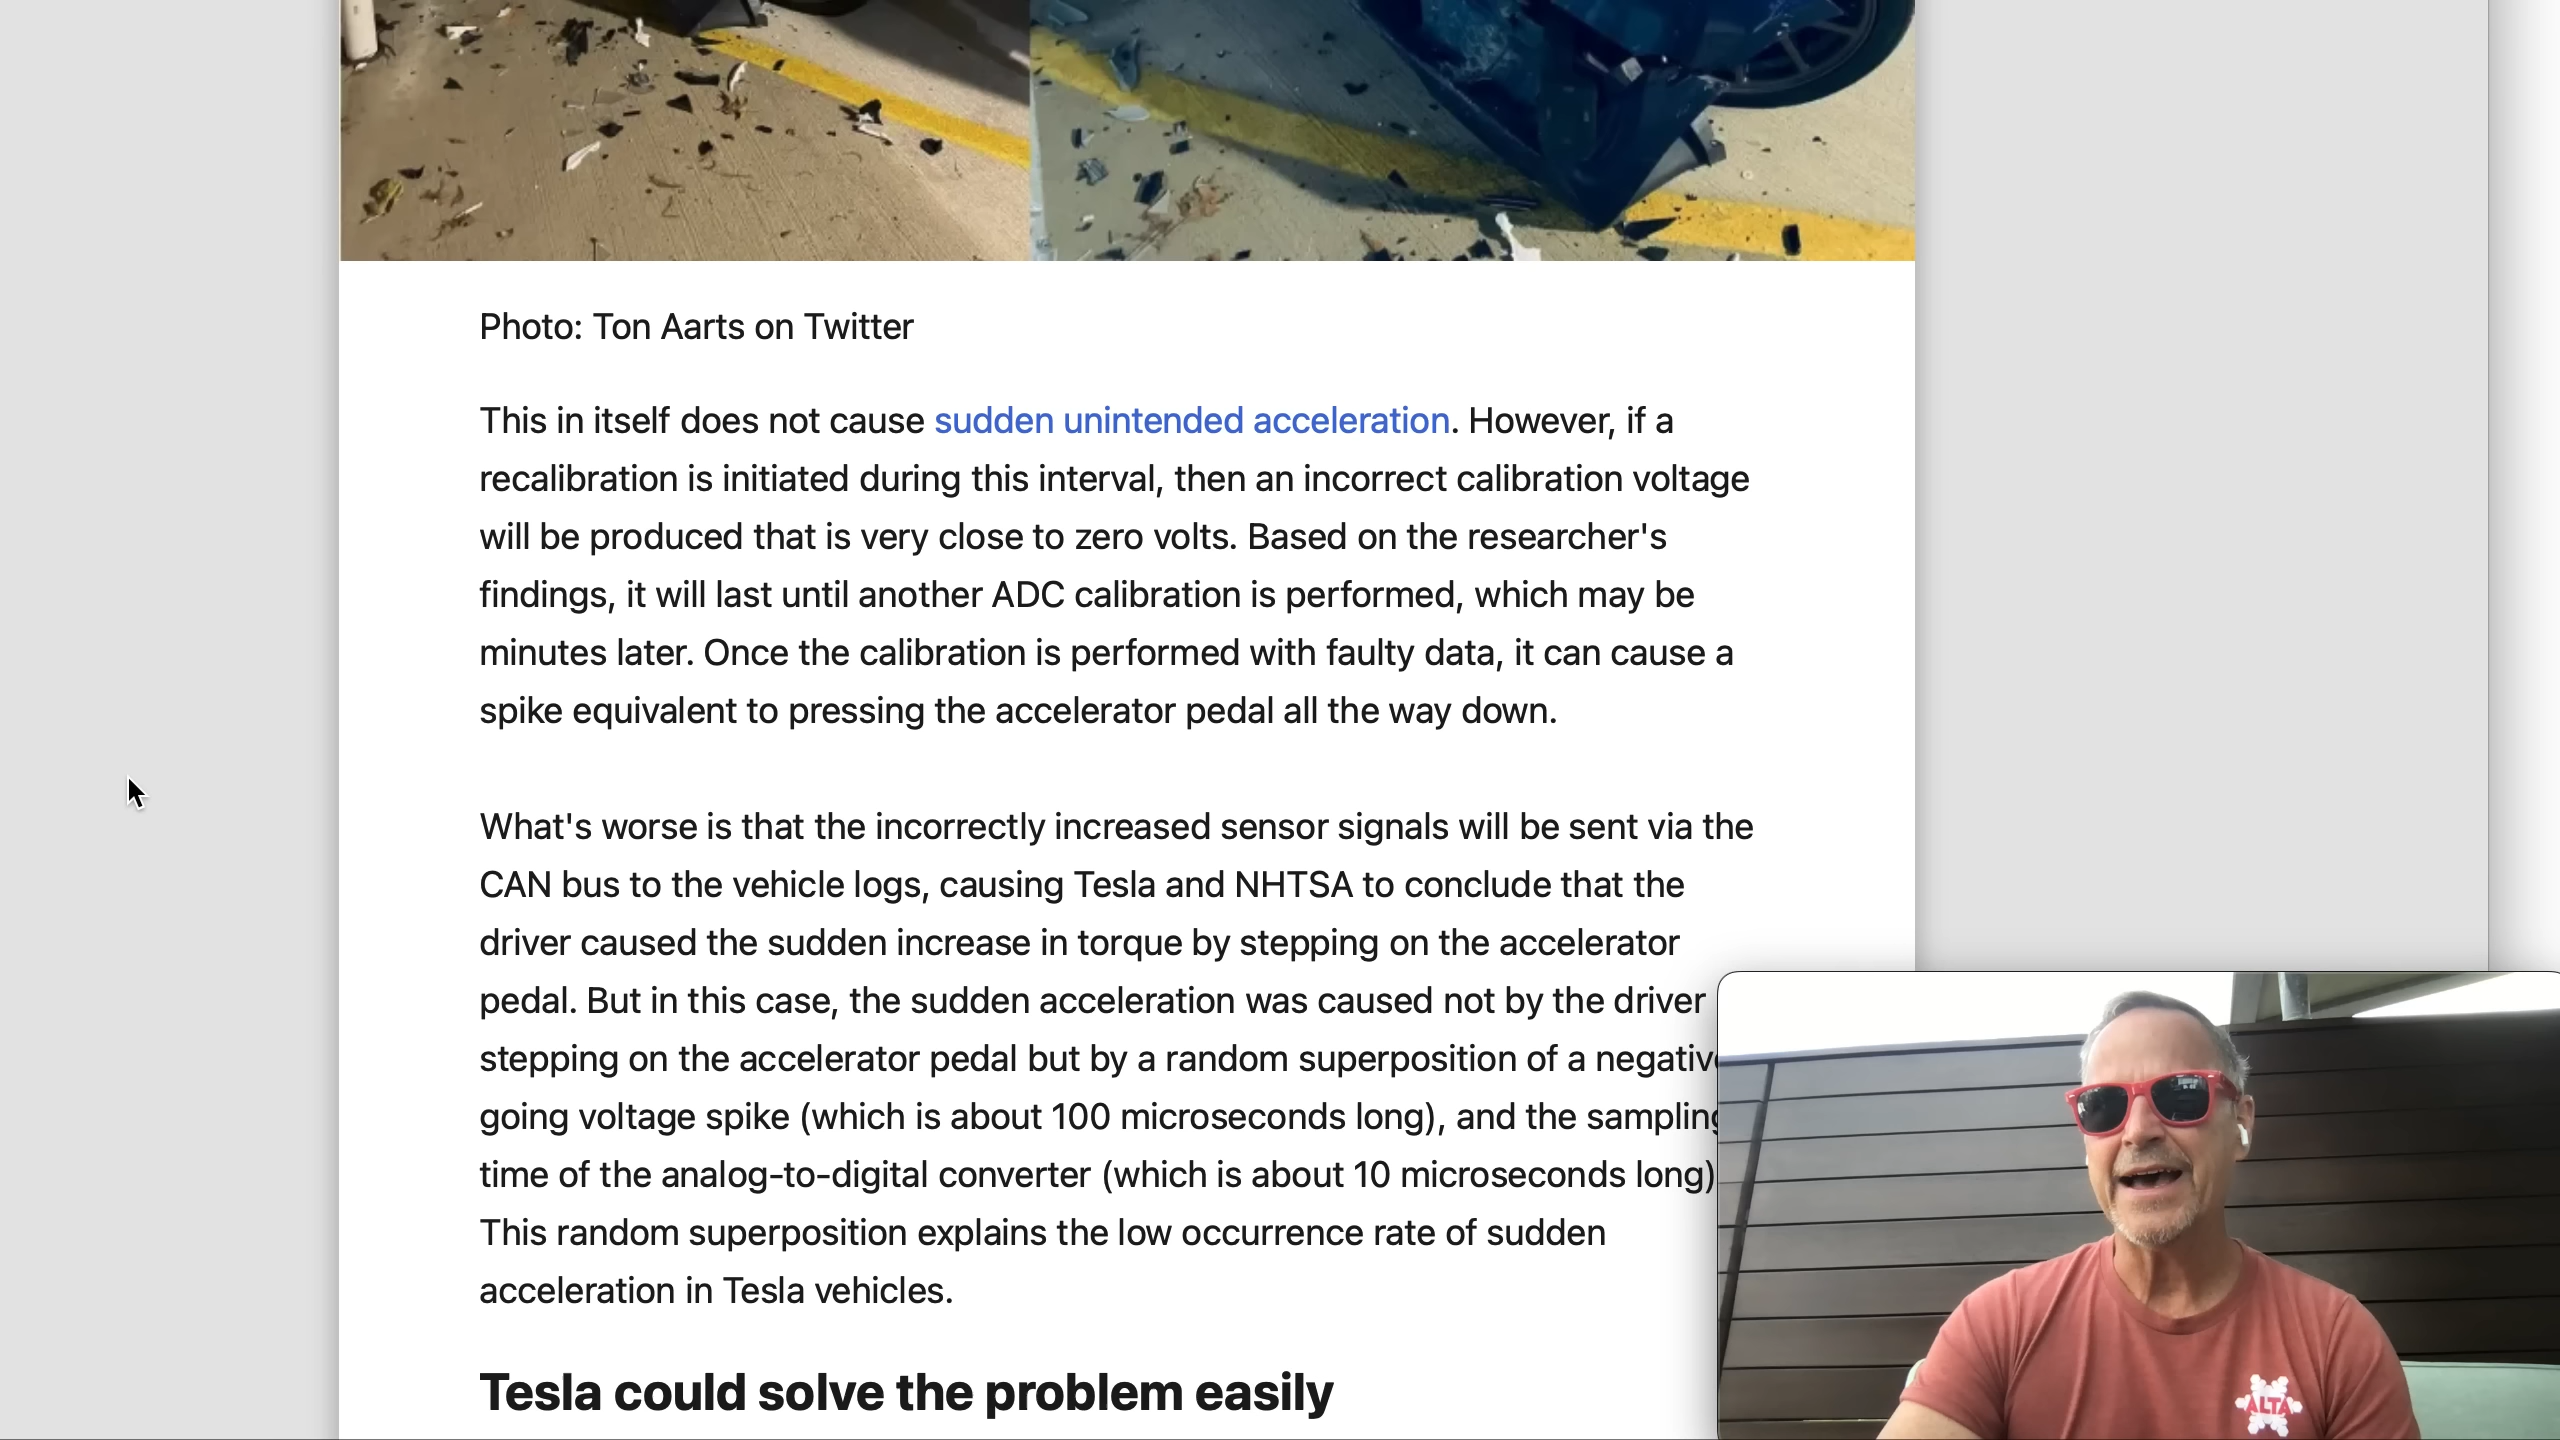 Photo: Ton Aarts on Twitter
This in itself does not cause sudden unintended acceleration. However, if a
recalibration is initiated during this interval, then an incorrect calibration voltage
will be produced that is very close to zero volts. Based on the researcher's
findings, it will last until another ADC calibration is performed, which may be
minutes later. Once the calibration is performed with faulty data, it can cause a
spike equivalent to pressing the accelerator pedal all the way down.
What's worse is that the incorrectly increased sensor signals will be sent via the
CAN bus to the vehicle logs, causing Tesla and NHTSA to conclude that the
driver caused the sudden increase in torque by stepping on the accelerator
pedal. But in this case, the sudden acceleration was caused not by the driver
stepping on the accelerator pedal but by a random superposition of a negative
going voltage spike (which is about 100 microseconds long), and the sampling
time of the analog-to-digital converter (which is about 10 microseconds long)
This random superposition explains the low occurrence rate of sudden
acceleration in Tesla vehicles.
Tesla could solve the problem easily
ALTA